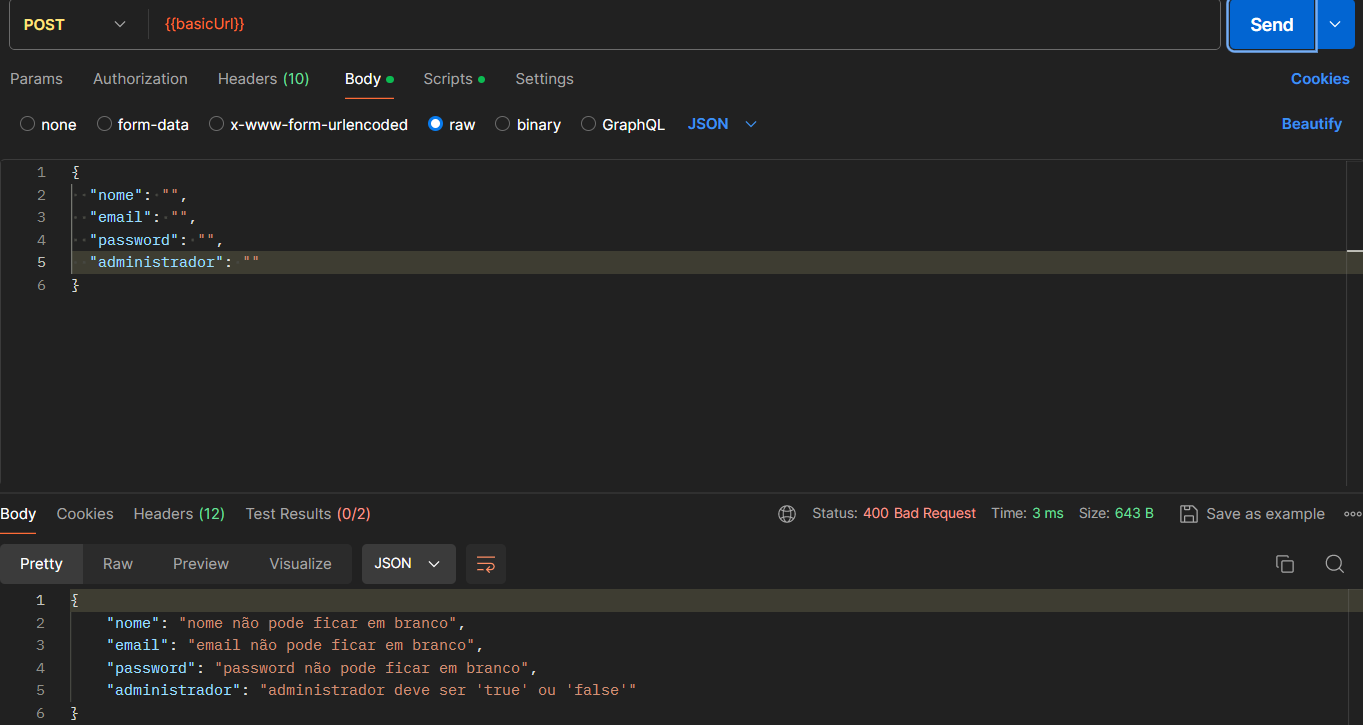 POST {{basicUrl}} Send
Params Authorization Headers (10) Body Scripts Settings Cookies
none form-data x-www-form-urlencoded raw binary GraphQL JSON Beautify
1 {
2 "nome": "",
3 "email": "",
4 "password": "",
5 "administrador": ""
6 }
Body Cookies Headers (12) Test Results (0/2) Status: 400 Bad Request Time: 3 ms Size: 643 B Save as example
Pretty Raw Preview Visualize JSON
1 {
2 "nome": "nome não pode ficar em branco",
3 "email": "email não pode ficar em branco",
4 "password": "password não pode ficar em branco",
5 "administrador": "administrador deve ser 'true' ou 'false'"
6 }